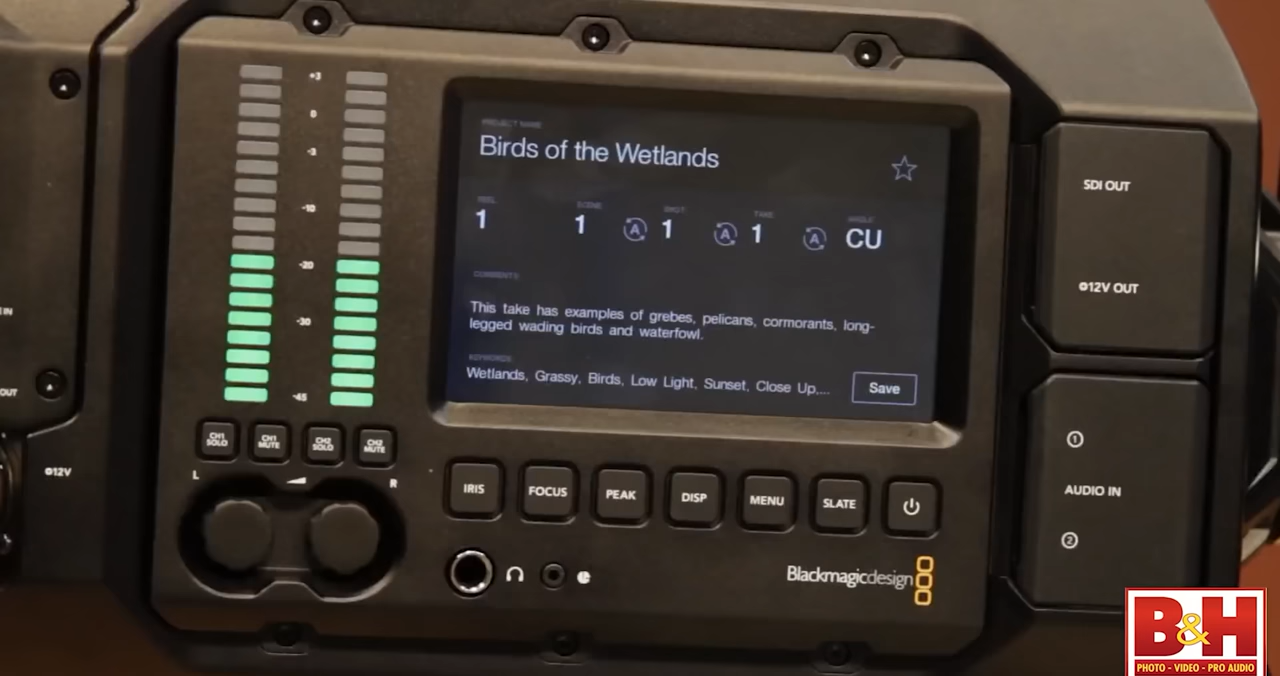 +3
0
-3
-10
-20
-30
-45
PROJECT NAME
Birds of the Wetlands
REEL SCENE SHOT TAKE ANGLE
1 1 A 1 A 1 A CU
COMMENTS
This take has examples of grebes, pelicans, cormorants, long-
legged wading birds and waterfowl.
KEYWORDS
Wetlands, Grassy, Birds, Low Light, Sunset, Close Up,...
Save
CH1 CH1 CH2 CH2
SOLO MUTE SOLO MUTE
L R
IRIS FOCUS PEAK DISP MENU SLATE
Blackmagicdesign
IN
OUT
12V
SDI OUT
12V OUT
1
AUDIO IN
2
B&H
PHOTO - VIDEO - PRO AUDIO